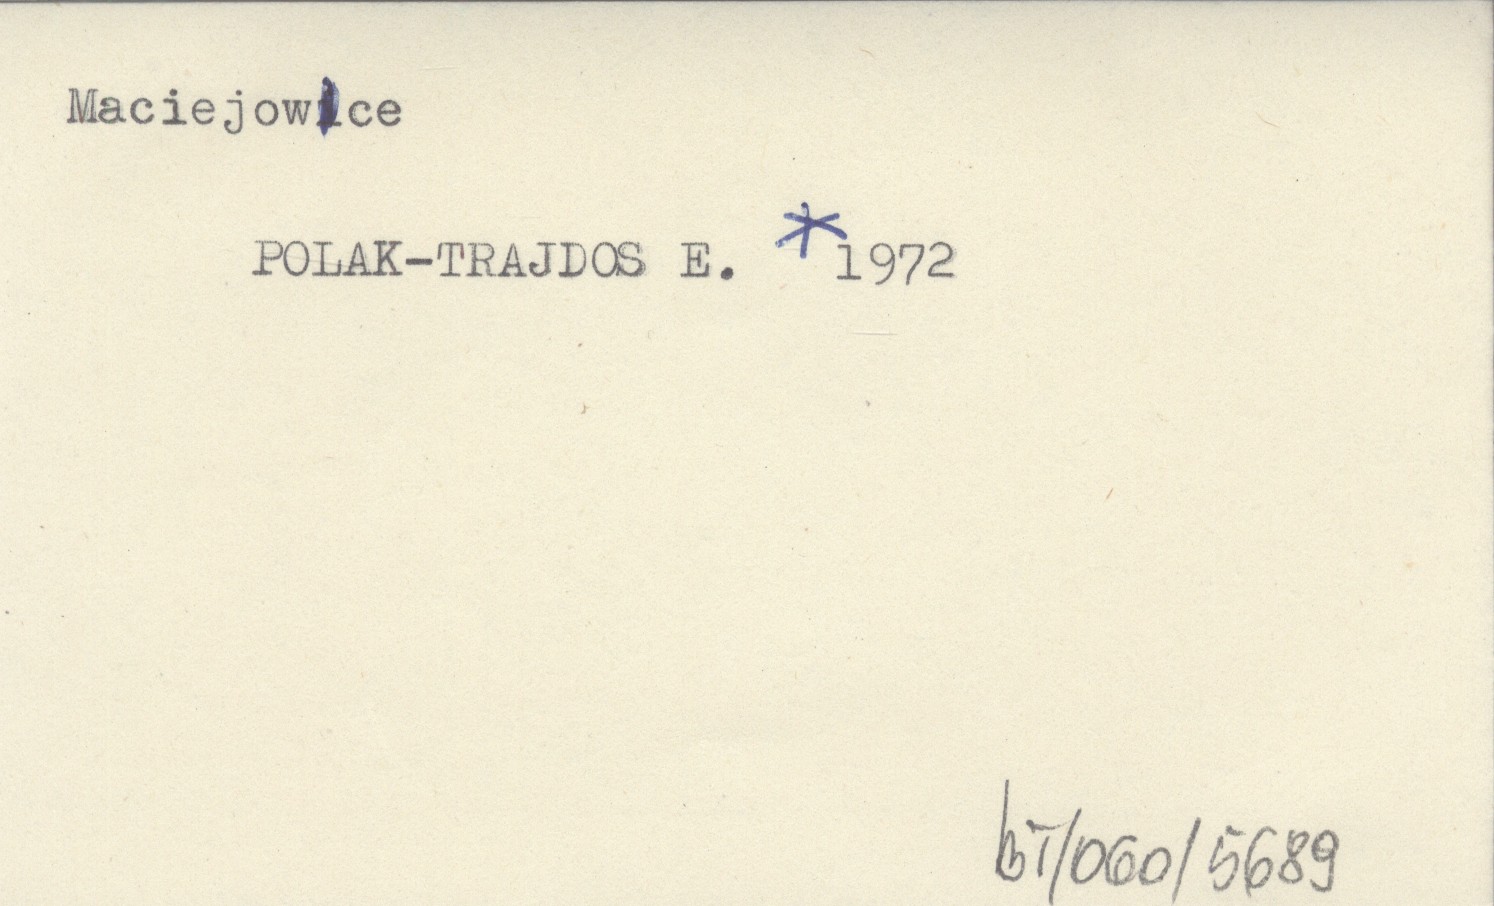 Maciejowice
POLAK-TRAJDOS E. *1972
bT/060/5689